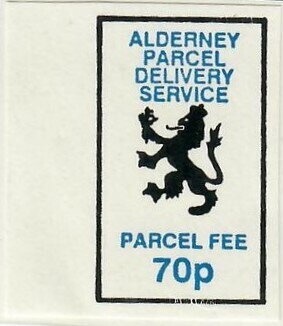 ALDERNEY
PARCEL
DELIVERY
SERVICE
PARCEL FEE
70p